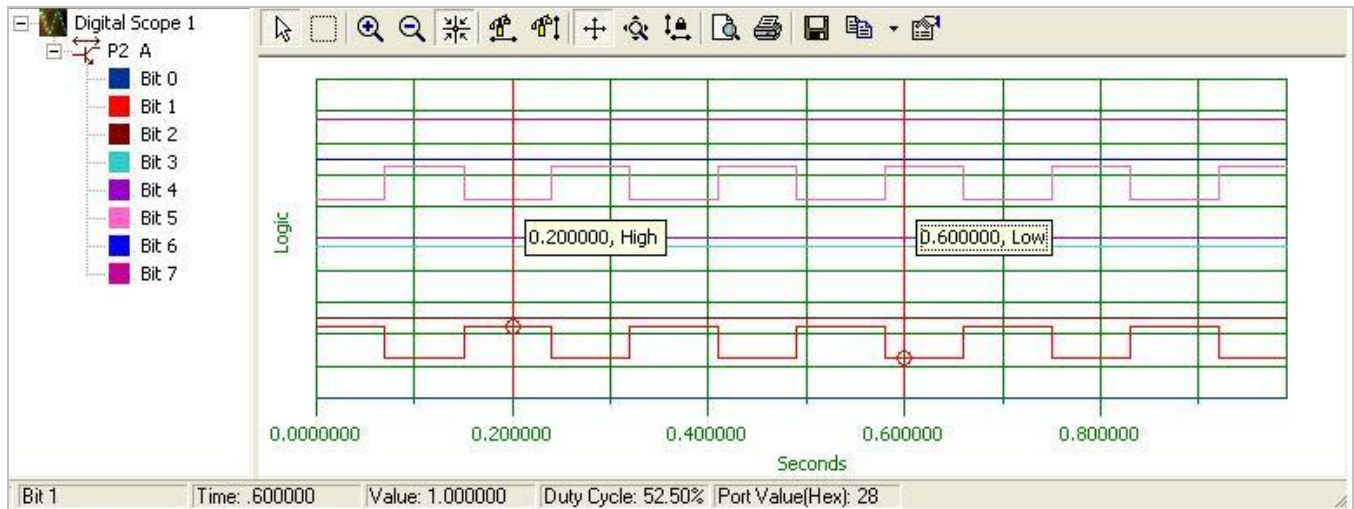 Digital Scope 1
P2 A
Bit 0
Bit 1
Bit 2
Bit 3
Bit 4
Bit 5
Bit 6
Bit 7
Logic
0.200000, High
0.600000, Low
0.0000000 0.200000 0.400000 0.600000 0.800000
Seconds
Bit 1 Time: .600000 Value: 1.000000 Duty Cycle: 52.50% Port Value(Hex): 28